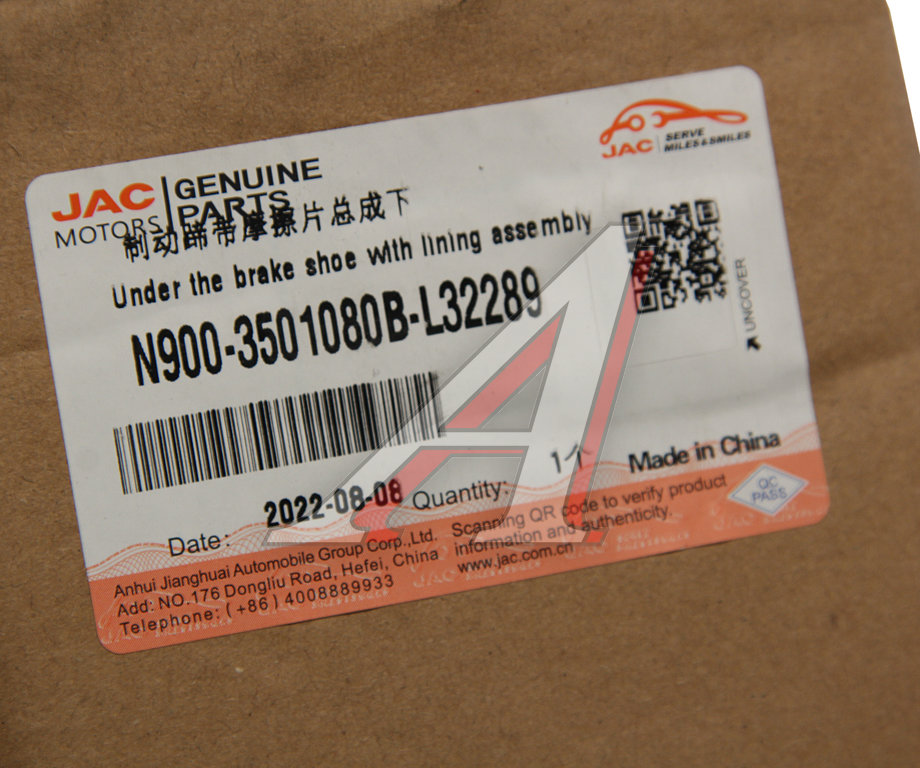 JAC
MOTORS
GENUINE
PARTS
JAC
SERVE
MILES&SMILES
制动蹄带摩擦片总成下
Under the brake shoe with lining assembly
N900-3501080B-L32289
UNCOVER
Date: 2022-08-08
Quantity: 1个
Made in China
QC
PASS
Anhui Jianghuai Automobile Group Corp.,Ltd.
Add: NO.176 Dongliu Road, Hefei, China
Telephone: (+86) 4008889933
Scanning QR code to verify product
information and authenticity.
www.jac.com.cn